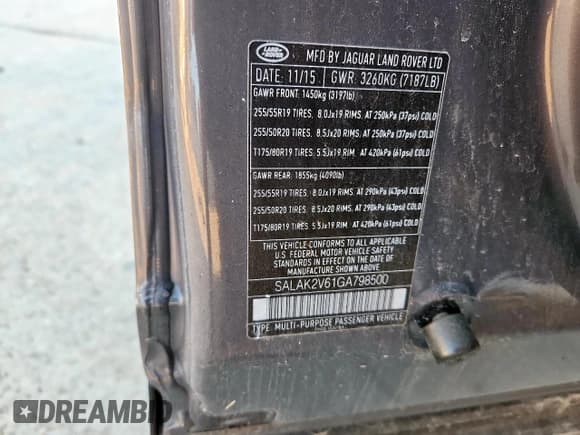 LAND ROVER
MFD BY JAGUAR LAND ROVER LTD
DATE: 11/15 GWR: 3260KG (7187LB)
GAWR FRONT: 1450kg (3197lb)
255/55R19 TIRES, 8.0Jx19 RIMS, AT 250kPa (37psi) COLD
255/50R20 TIRES, 8.5Jx20 RIMS, AT 250kPa (37psi) COLD
T175/80R19 TIRES, 5.5Jx19 RIM, AT 420kPa (61psi) COLD
GAWR REAR: 1855kg (4090lb)
255/55R19 TIRES, 8.0Jx19 RIMS, AT 290kPa (43psi) COLD
255/50R20 TIRES, 8.5Jx20 RIMS, AT 290kPa (43psi) COLD
T175/80R19 TIRES, 5.5Jx19 RIM, AT 420kPa (61psi) COLD
THIS VEHICLE CONFORMS TO ALL APPLICABLE
U.S. FEDERAL MOTOR VEHICLE SAFETY
STANDARDS IN EFFECT ON THE DATE OF
MANUFACTURE SHOWN ABOVE
SALAK2V61GA798500
TYPE: MULTI-PURPOSE PASSENGER VEHICLE
DREAMBID